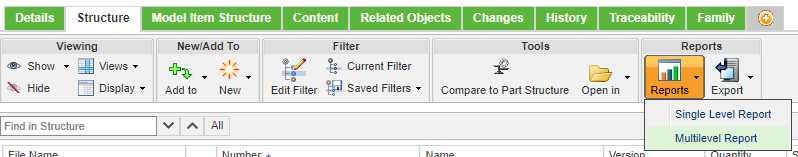 Details Structure Model Item Structure Content Related Objects Changes History Traceability Family
Viewing New/Add To Filter Tools Reports
Show Views Current Filter
Hide Display Add to New Edit Filter Saved Filters Compare to Part Structure Open in Reports Export
Single Level Report
Find in Structure All
Multilevel Report
File Name Number Name Version Quantity